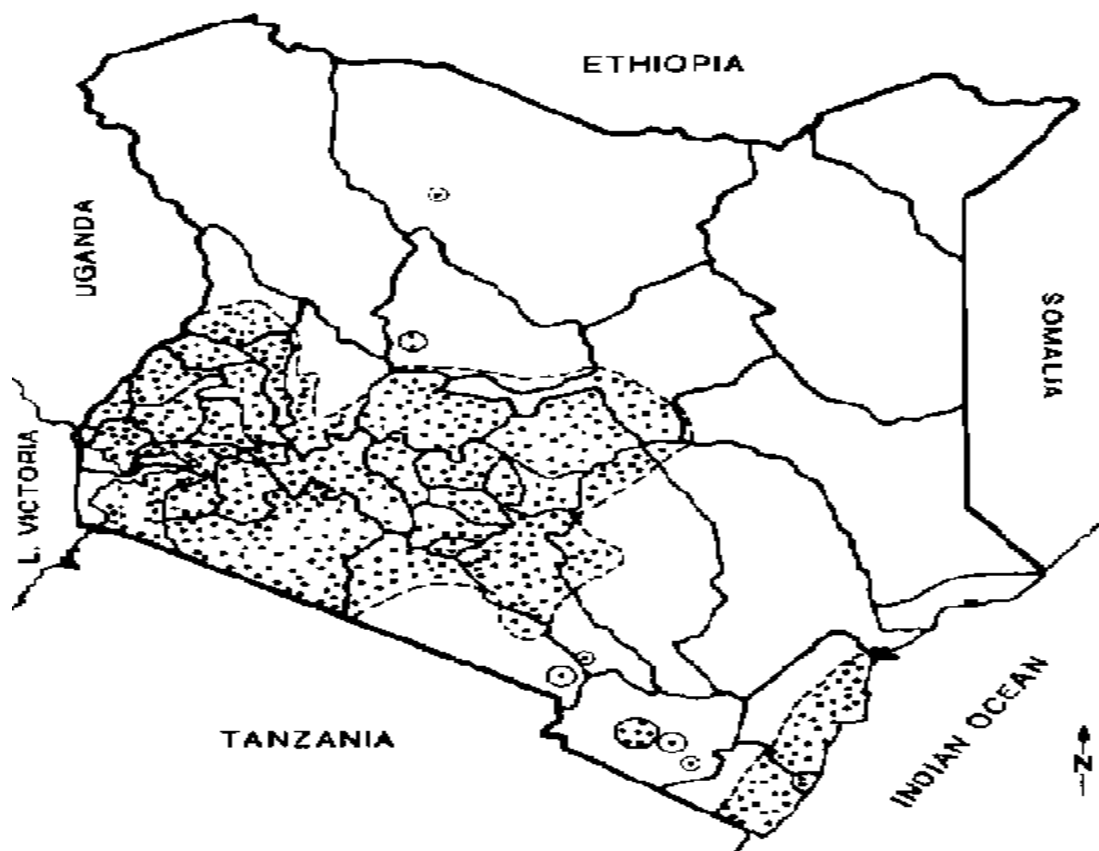 ETHIOPIA
UGANDA
SOMALIA
L. VICTORIA
TANZANIA
INDIAN OCEAN
N